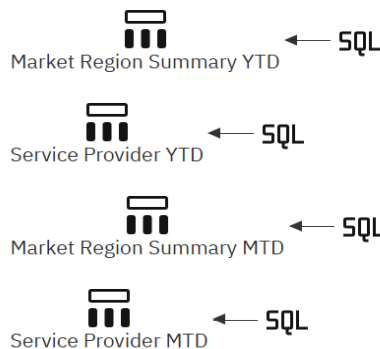 SQL
Market Region Summary YTD
SQL
Service Provider YTD
SQL
Market Region Summary MTD
SQL
Service Provider MTD